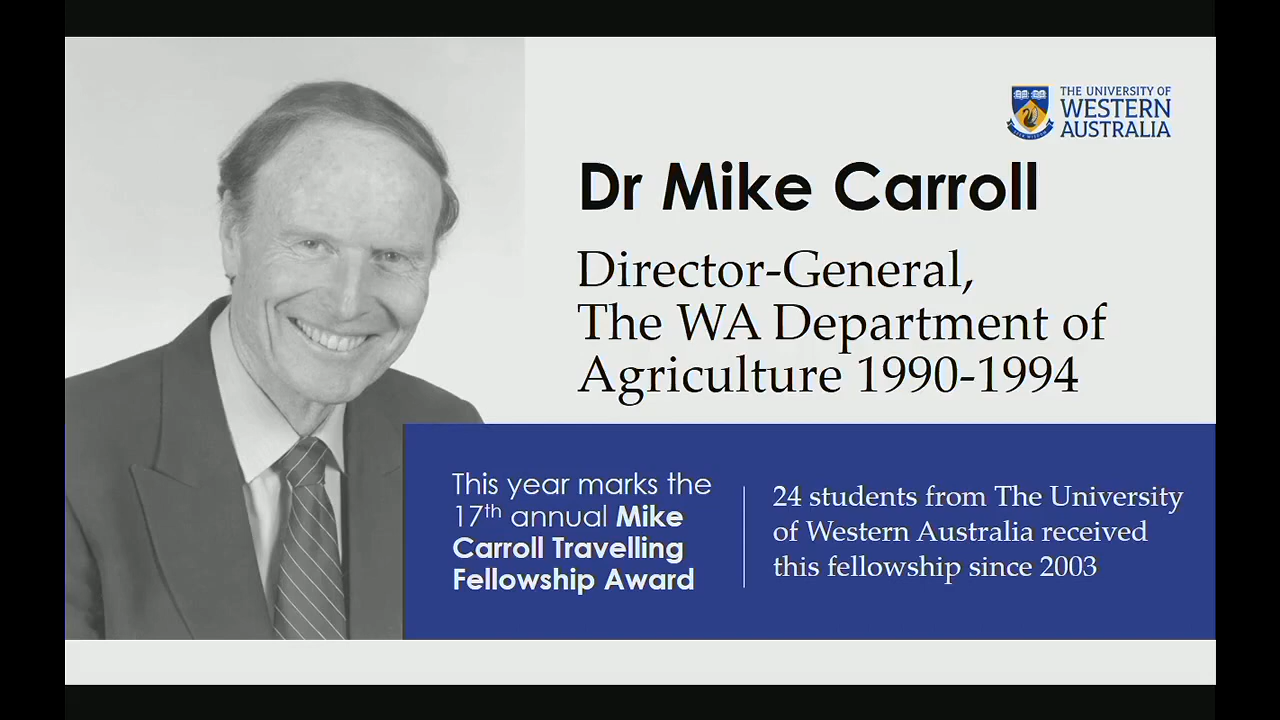 THE UNIVERSITY OF
WESTERN
AUSTRALIA
Dr Mike Carroll
Director-General,
The WA Department of
Agriculture 1990-1994
This year marks the
17th annual Mike
Carroll Travelling
Fellowship Award
24 students from The University
of Western Australia received
this fellowship since 2003